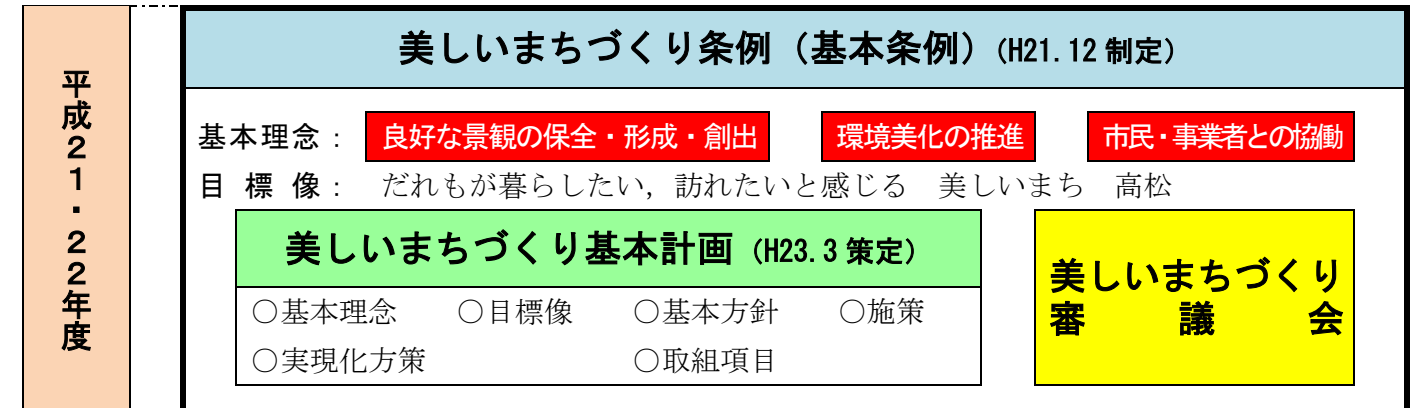 平成21・22年度
美しいまちづくり条例（基本条例）(H21.12 制定)
基本理念： 良好な景観の保全・形成・創出 環境美化の推進 市民・事業者との協働
目標像： だれもが暮らしたい，訪れたいと感じる 美しいまち 高松
美しいまちづくり基本計画 (H23.3 策定)
○基本理念 ○目標像 ○基本方針 ○施策
○実現化方策 ○取組項目
美しいまちづくり
審議会